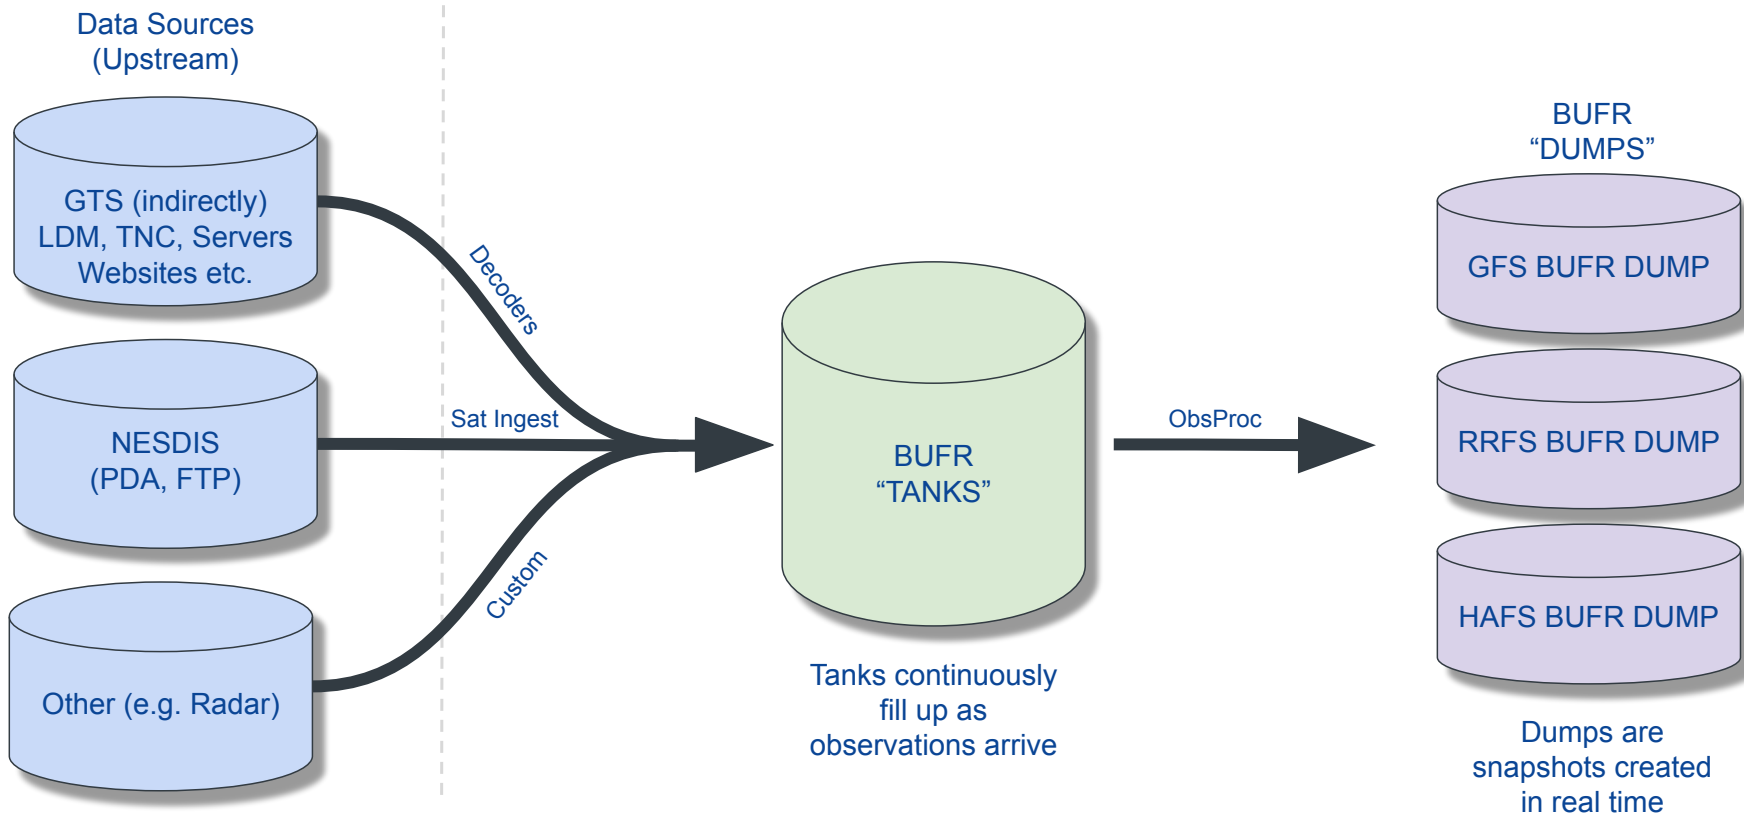 Data Sources
(Upstream)
GTS (indirectly)
LDM, TNC, Servers
Websites etc.
NESDIS
(PDA, FTP)
Other (e.g. Radar)
Decoders
Sat Ingest
Custom
BUFR
“TANKS”
Tanks continuously
fill up as
observations arrive
ObsProc
BUFR
“DUMPS”
GFS BUFR DUMP
RRFS BUFR DUMP
HAFS BUFR DUMP
Dumps are
snapshots created
in real time